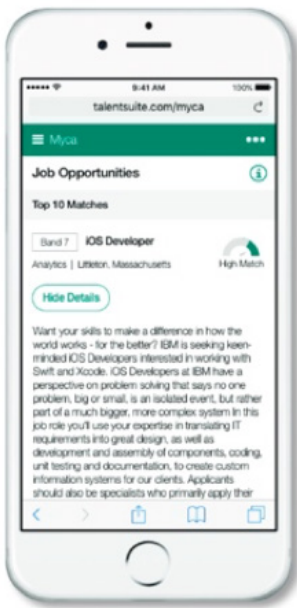 9:41 AM
100%
talentsuite.com/myca
Myca
Job Opportunities
Top 10 Matches
Band 7 iOS Developer
Analytics | Littleton, Massachusetts
High Match
Hide Details
Want your skills to make a difference in how the
world works - for the better? IBM is seeking keen-
minded iOS Developers interested in working with
Swift and Xcode. iOS Developers at IBM have a
perspective on problem solving that says no one
problem, big or small, is an isolated event, but rather
part of a much bigger, more complex system In this
job role you'll use your expertise in translating IT
requirements into great design, as well as
development and assembly of components, coding,
unit testing and documentation, to create custom
information systems for our clients. Applicants
should also be specialists who primarily apply their